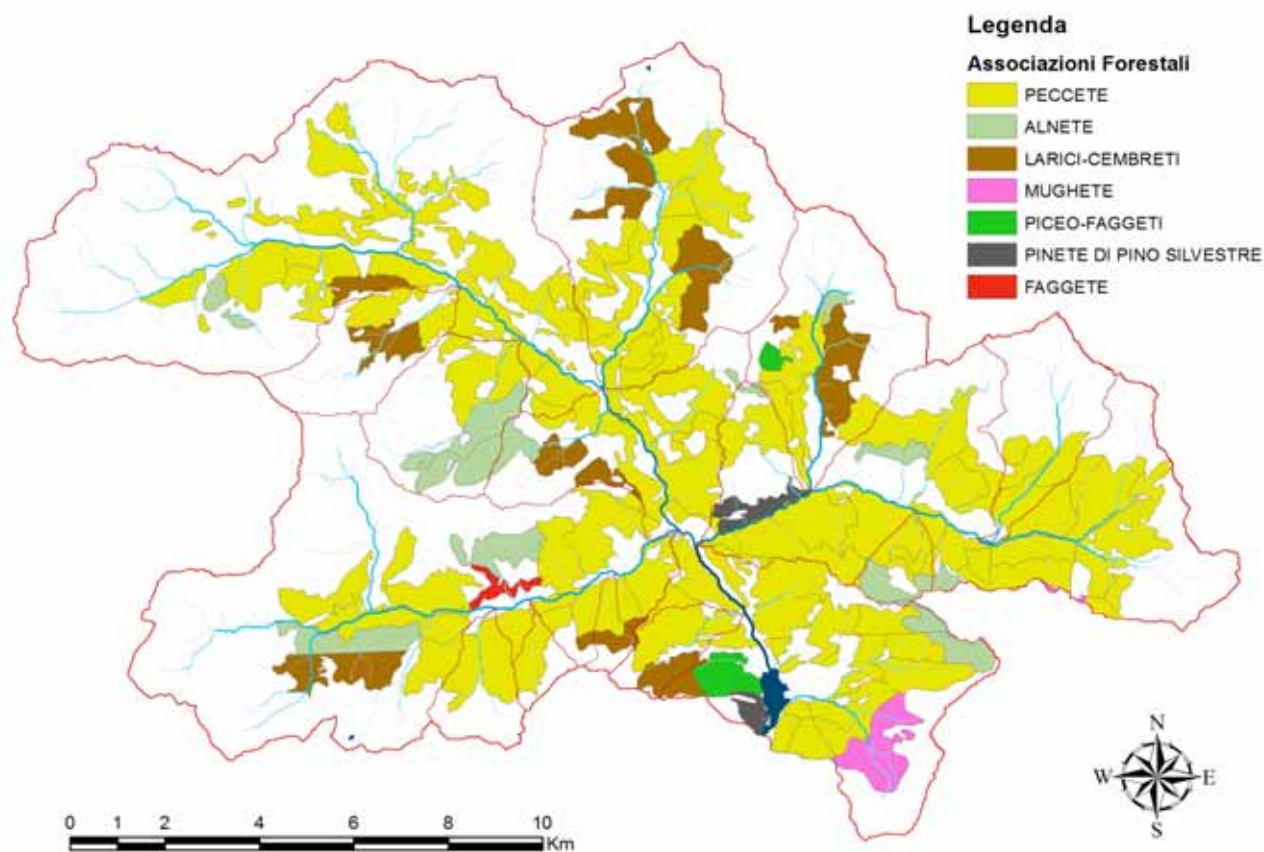 Legenda
Associazioni Forestali
PECCETE
ALNETE
LARICI-CEMBRETI
MUGHETE
PICEO-FAGGETI
PINETE DI PINO SILVESTRE
FAGGETE
N
W E
S
0 1 2 4 6 8 10
Km